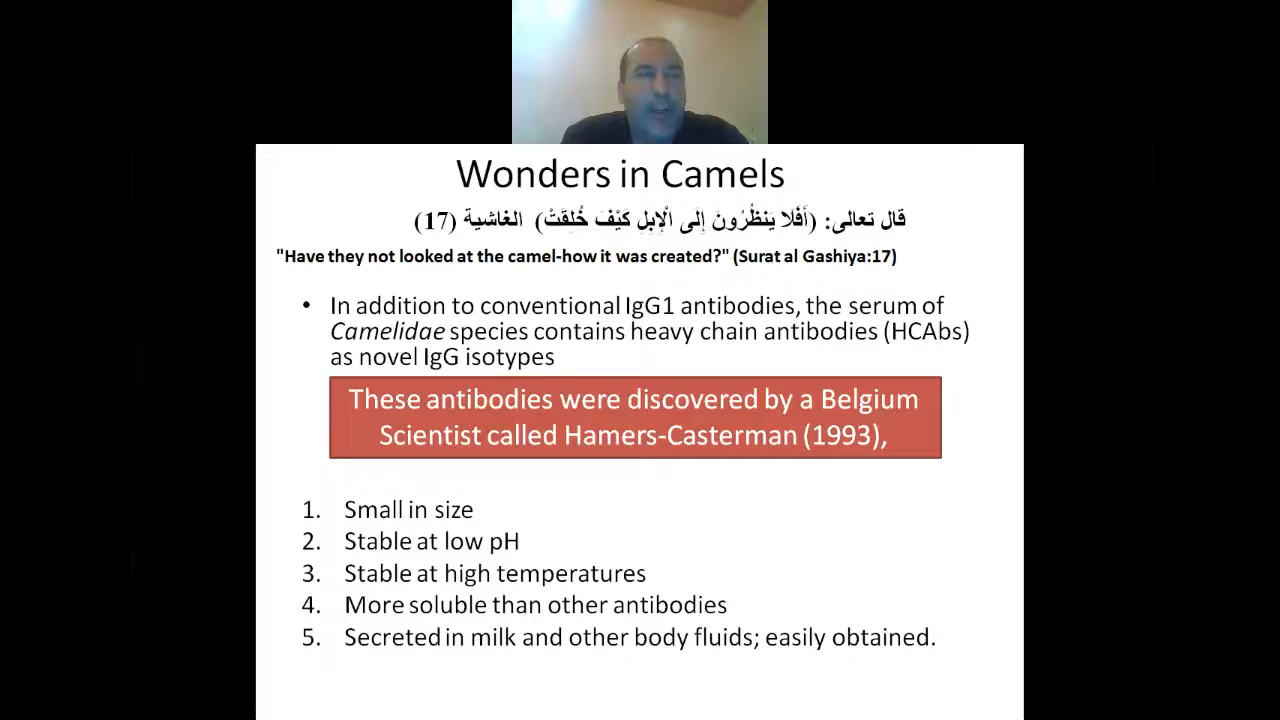 Wonders in Camels
قال تعالى: (أَفَلَا يَنظُرُونَ إِلَى الْإِبِلِ كَيْفَ خُلِقَتْ) الغاشية (17)
"Have they not looked at the camel-how it was created?" (Surat al Gashiya:17)
• In addition to conventional IgG1 antibodies, the serum of
Camelidae species contains heavy chain antibodies (HCAbs)
as novel IgG isotypes
These antibodies were discovered by a Belgium
Scientist called Hamers-Casterman (1993),
1. Small in size
2. Stable at low pH
3. Stable at high temperatures
4. More soluble than other antibodies
5. Secreted in milk and other body fluids; easily obtained.